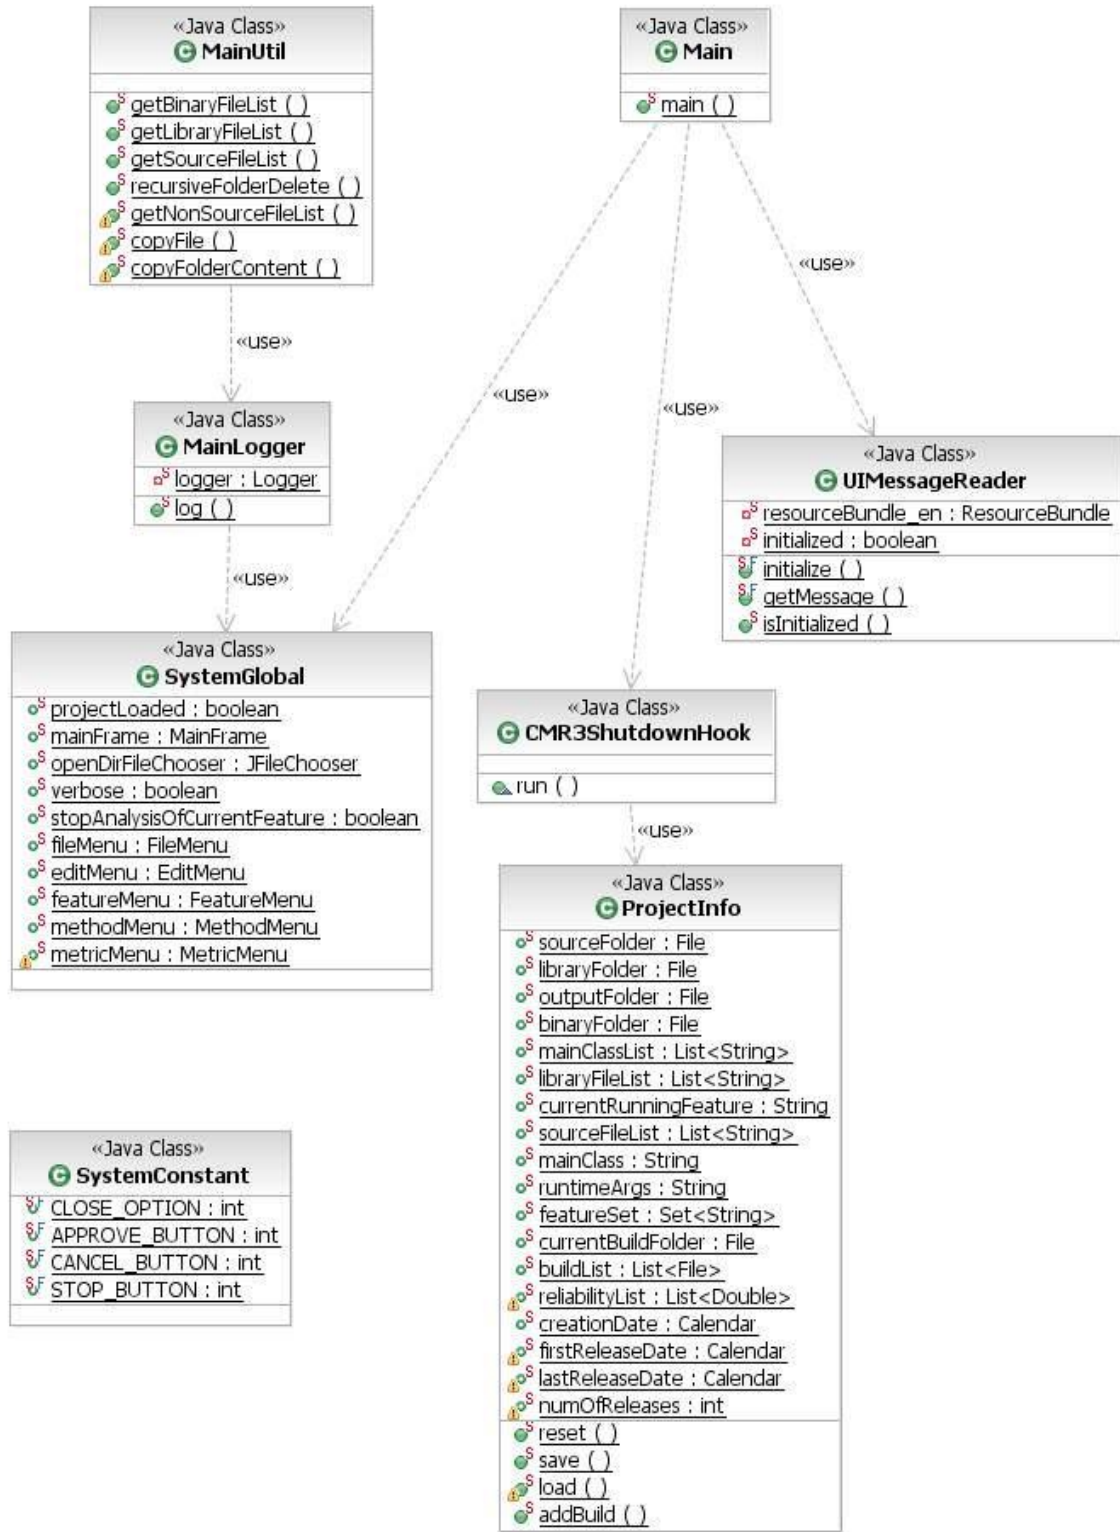 «Java Class»
MainUtil
getBinaryFileList ( )
getLibraryFileList ( )
getSourceFileList ( )
recursiveFolderDelete ( )
getNonSourceFileList ( )
copyFile ( )
copyFolderContent ( )
«Java Class»
Main
main ( )
«use»
«use»
«use»
«use»
«Java Class»
MainLogger
logger : Logger
log ( )
«use»
«Java Class»
UIMessageReader
resourceBundle_en : ResourceBundle
initialized : boolean
initialize ( )
getMessage ( )
isInitialized ( )
«Java Class»
SystemGlobal
projectLoaded : boolean
mainFrame : MainFrame
openDirFileChooser : JFileChooser
verbose : boolean
stopAnalysisOfCurrentFeature : boolean
fileMenu : FileMenu
editMenu : EditMenu
featureMenu : FeatureMenu
methodMenu : MethodMenu
metricMenu : MetricMenu
«Java Class»
CMR3ShutdownHook
run ( )
«use»
«Java Class»
ProjectInfo
sourceFolder : File
libraryFolder : File
outputFolder : File
binaryFolder : File
mainClassList : List<String>
libraryFileList : List<String>
currentRunningFeature : String
sourceFileList : List<String>
mainClass : String
runtimeArgs : String
featureSet : Set<String>
currentBuildFolder : File
buildList : List<File>
reliabilityList : List<Double>
creationDate : Calendar
firstReleaseDate : Calendar
lastReleaseDate : Calendar
numOfReleases : int
reset ( )
save ( )
load ( )
addBuild ( )
«Java Class»
SystemConstant
CLOSE_OPTION : int
APPROVE_BUTTON : int
CANCEL_BUTTON : int
STOP_BUTTON : int